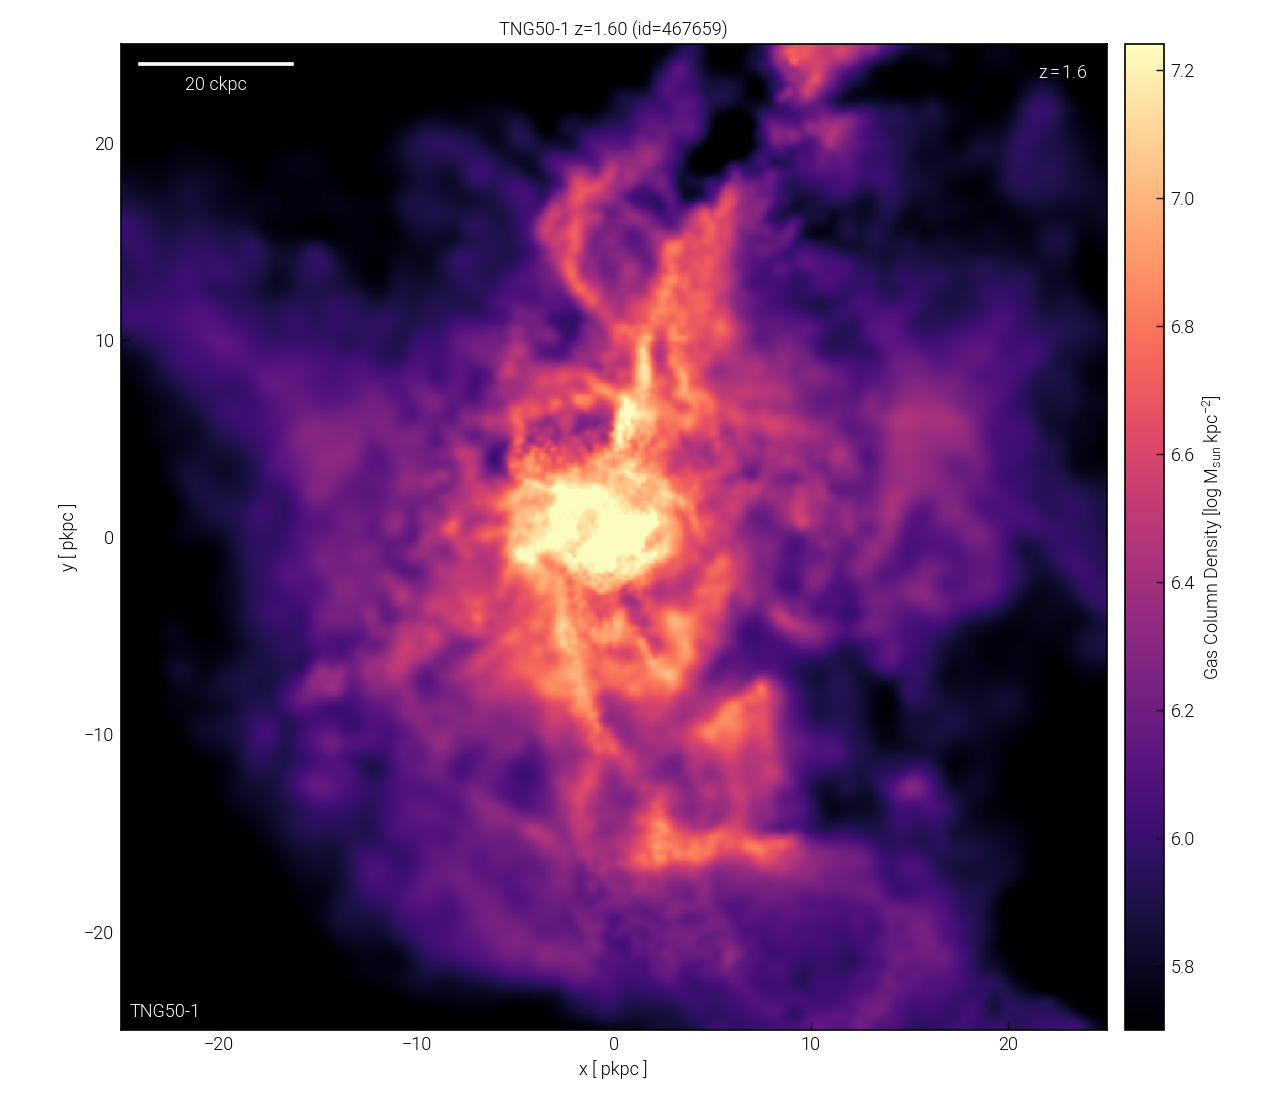 TNG50-1 z=1.60 (id=467659)
20 ckpc
z=1.6
TNG50-1
20
10
0
−10
−20
y [ pkpc ]
−20
−10
0
10
20
x [ pkpc ]
7.2
7.0
6.8
6.6
6.4
6.2
6.0
5.8
Gas Column Density [log M_sun kpc^−2]